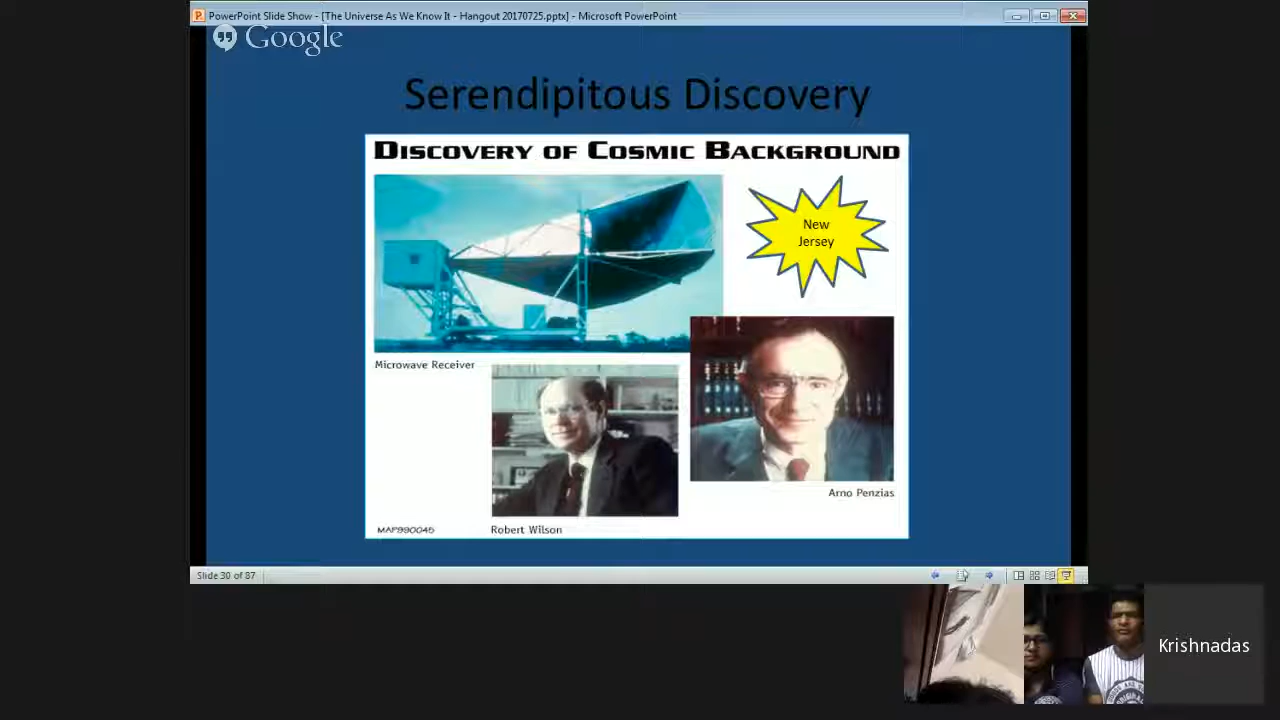 PowerPoint Slide Show - [The Universe As We Know It - Hangout 20170725.pptx] - Microsoft PowerPoint
Google
Serendipitous Discovery
DISCOVERY OF COSMIC BACKGROUND
New
Jersey
Microwave Receiver
Arno Penzias
MAP990045
Robert Wilson
Slide 30 of 87
Krishnadas